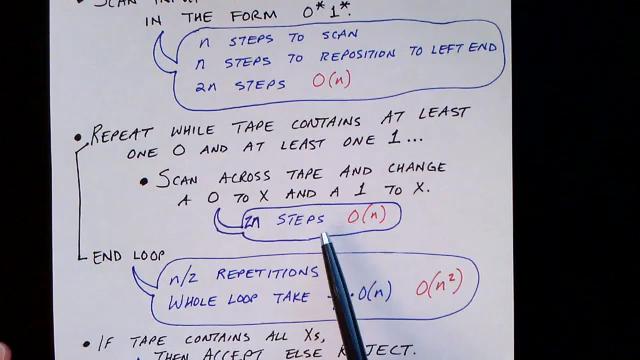 SCAN INPUT
IN THE FORM 0*1*.
n STEPS TO SCAN
n STEPS TO REPOSITION TO LEFT END
2n STEPS O(n)
• REPEAT WHILE TAPE CONTAINS AT LEAST
ONE 0 AND AT LEAST ONE 1...
• SCAN ACROSS TAPE AND CHANGE
A 0 TO X AND A 1 TO X.
2n STEPS O(n)
END LOOP
n/2 REPETITIONS
WHOLE LOOP TAKE · O(n) O(n²)
• IF TAPE CONTAINS ALL Xs,
THEN ACCEPT ELSE REJECT.